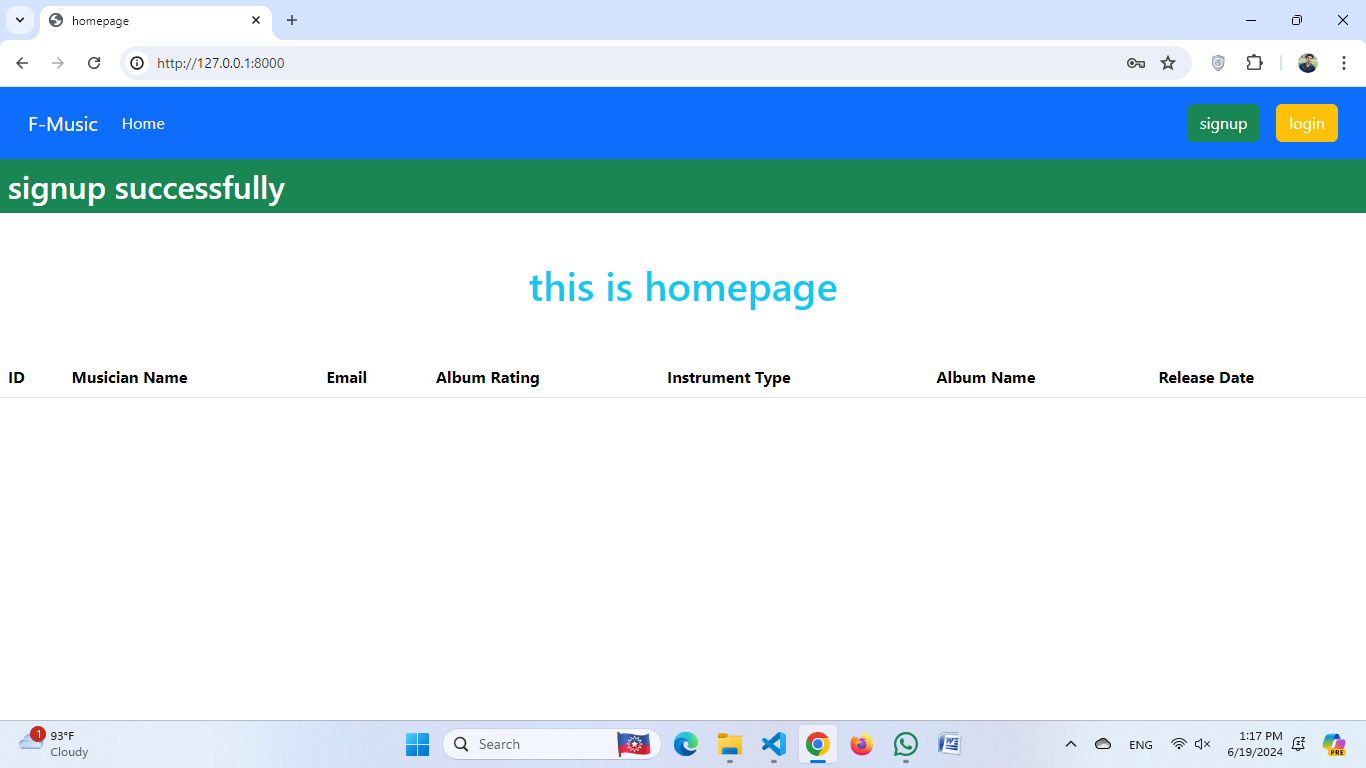 homepage
http://127.0.0.1:8000
F-Music Home signup login
signup successfully
this is homepage
ID Musician Name Email Album Rating Instrument Type Album Name Release Date
1
93°F
Cloudy
Search
W
ENG
1:17 PM
6/19/2024
PRE